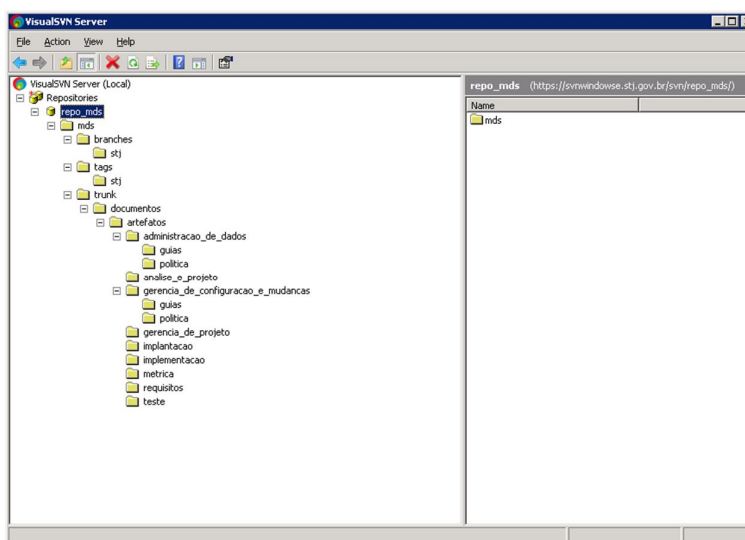 VisualSVN Server
File Action View Help
VisualSVN Server (Local)
Repositories
repo_mds
mds
branches
stj
tags
stj
trunk
documentos
artefatos
administracao_de_dados
guias
politica
analise_e_projeto
gerencia_de_configuracao_e_mudancas
guias
politica
gerencia_de_projeto
implantacao
implementacao
metrica
requisitos
teste
repo_mds (https://svnwindowse.stj.gov.br/svn/repo_mds/)
Name
mds